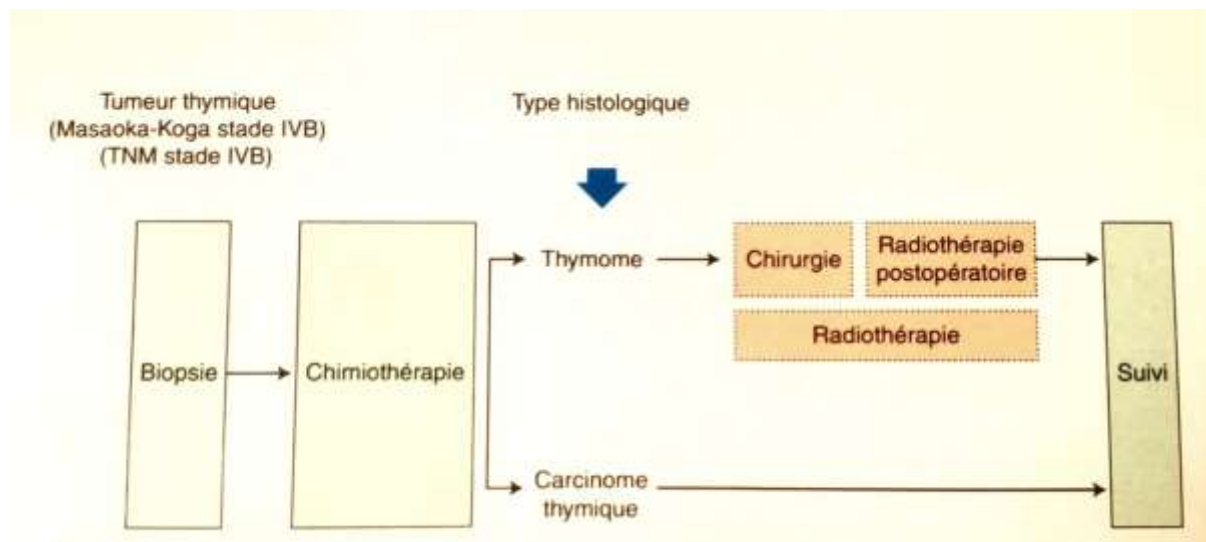 Tumeur thymique
(Masaoka-Koga stade IVB)
(TNM stade IVB)
Type histologique
Thymome
Chirurgie
Radiothérapie
postopératoire
Radiothérapie
Biopsie
Chimiothérapie
Suivi
Carcinome
thymique